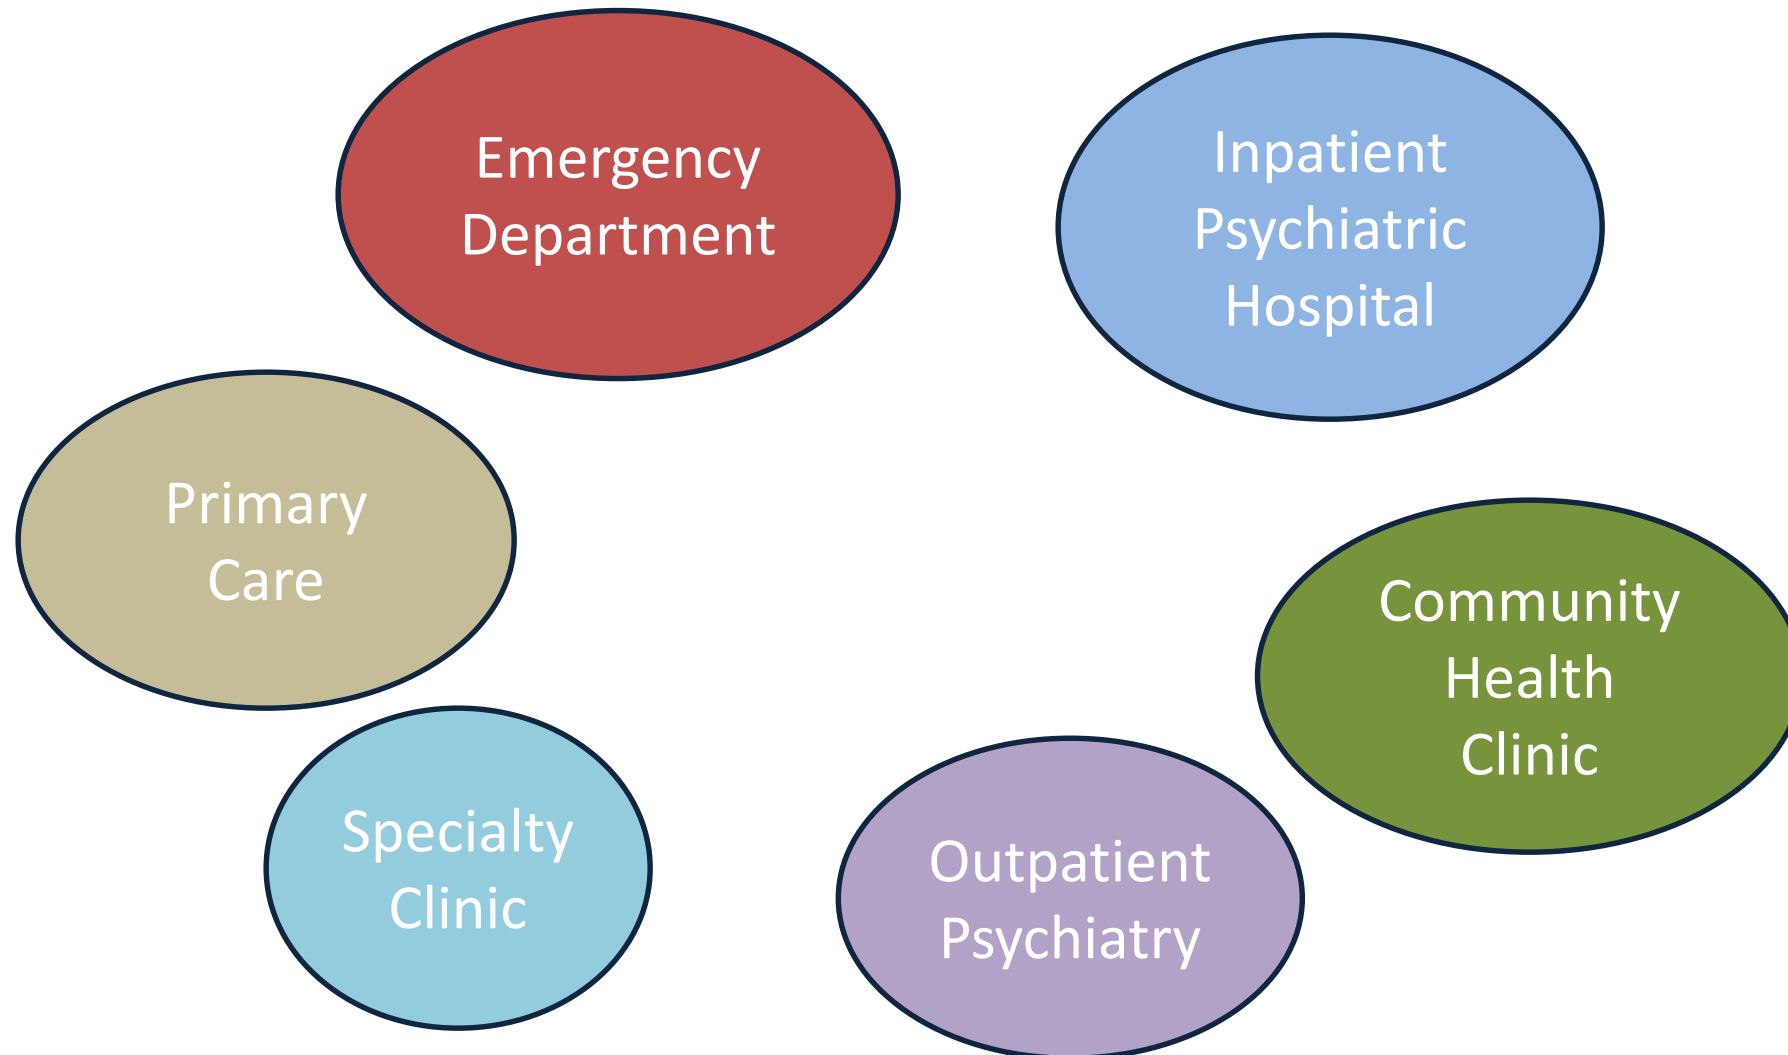 Emergency
Department
Inpatient
Psychiatric
Hospital
Primary
Care
Community
Health
Clinic
Specialty
Clinic
Outpatient
Psychiatry